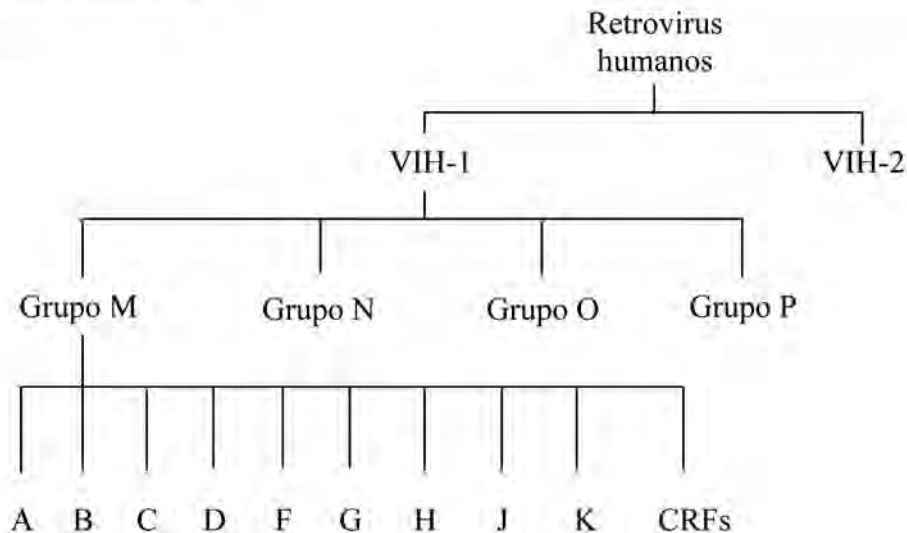 Retrovirus
humanos
VIH-1 VIH-2
Grupo M Grupo N Grupo O Grupo P
A B C D F G H J K CRFs